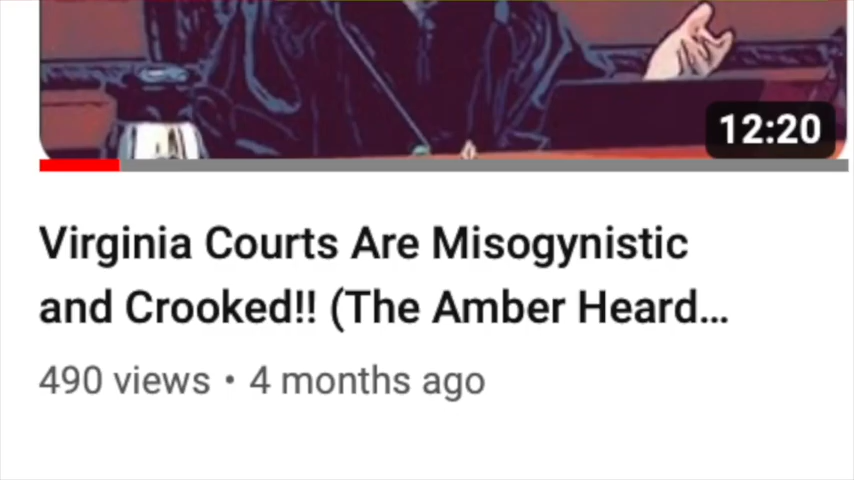 12:20
Virginia Courts Are Misogynistic
and Crooked!! (The Amber Heard...
490 views • 4 months ago